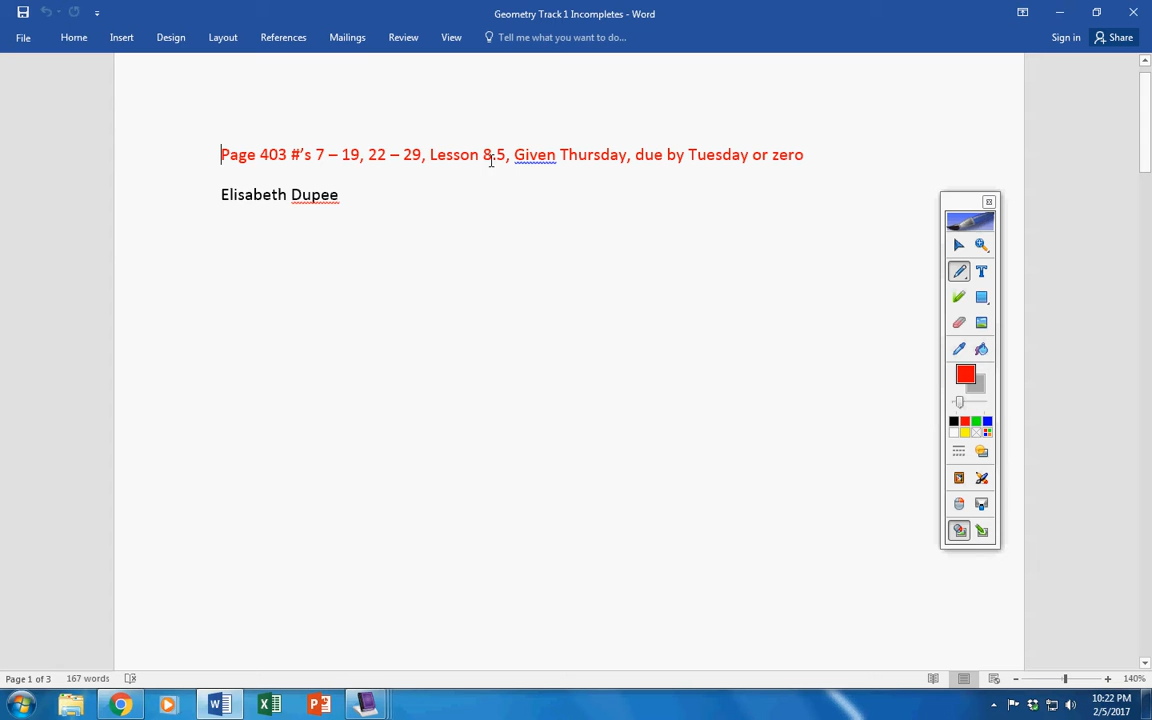 Geometry Track 1 Incompletes - Word
File Home Insert Design Layout References Mailings Review View Tell me what you want to do... Sign in Share
Page 403 #’s 7 – 19, 22 – 29, Lesson 8.5, Given Thursday, due by Tuesday or zero
Elisabeth Dupee
T
Page 1 of 3 167 words 140%
10:22 PM
2/5/2017